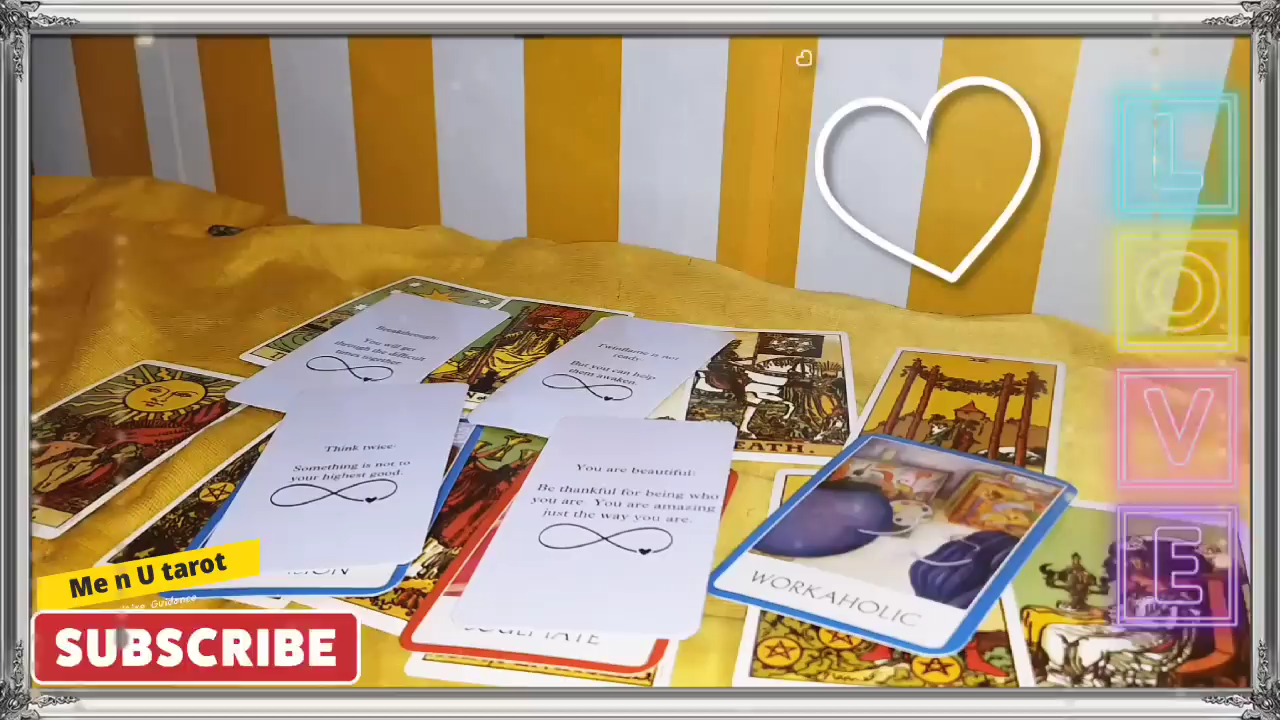 L
O
V
E
Breakthrough:
You will get
through the difficult
times together
Twinflame is not
ready.
But you can help
them awaken.
Think twice:
Something is not to
your highest good.
You are beautiful:
Be thankful for being who
you are. You are amazing
just the way you are.
EATH.
WORKAHOLIC
Me n U tarot
Guidance
SUBSCRIBE